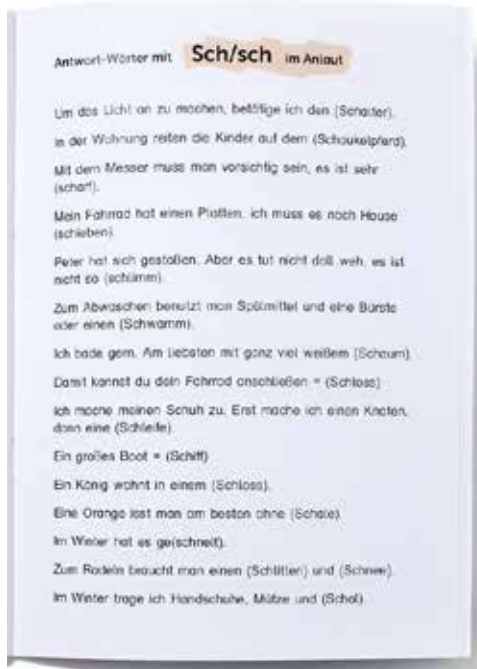 Antwort-Wörter mit Sch/sch im Anlaut
Um das Licht an zu machen, betätige ich den (Schalter).
In der Wohnung reiten die Kinder auf dem (Schaukelpferd).
Mit dem Messer muss man vorsichtig sein, es ist sehr
(scharf).
Mein Fahrrad hat einen Platten, ich muss es nach Hause
(schieben).
Peter hat sich gestoßen. Aber es tut nicht doll weh, es ist
nicht so (schlimm).
Zum Abwaschen benutzt man Spülmittel und eine Bürste
oder einen (Schwamm).
Ich bade gern. Am liebsten mit ganz viel weißem (Schaum).
Damit kannst du dein Fahrrad anschließen = (Schloss)
Ich mache meinen Schuh zu. Erst mache ich einen Knoten,
dann eine (Schleife).
Ein großes Boot = (Schiff)
Ein König wohnt in einem (Schloss).
Eine Orange isst man am besten ohne (Schale).
Im Winter hat es ge(schneit).
Zum Rodeln braucht man einen (Schlitten) und (Schnee).
Im Winter trage ich Handschuhe, Mütze und (Schal).